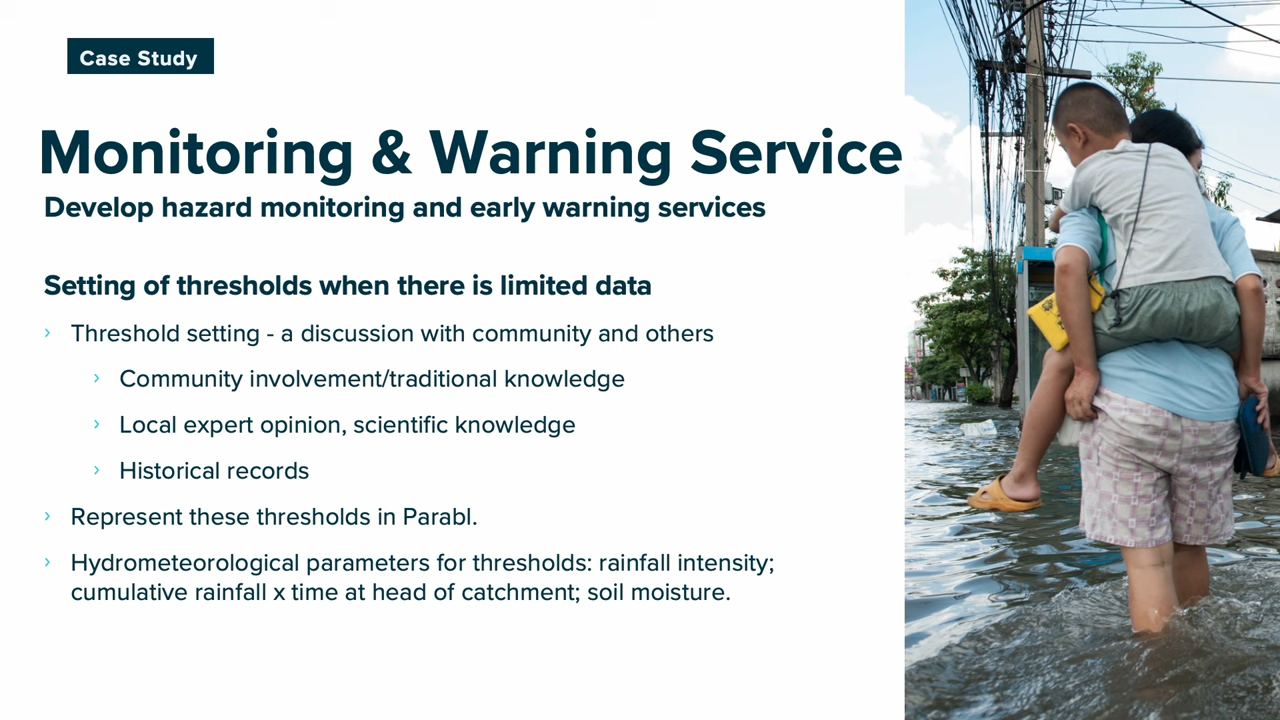 Case Study
Monitoring & Warning Service
Develop hazard monitoring and early warning services
Setting of thresholds when there is limited data
› Threshold setting - a discussion with community and others
› Community involvement/traditional knowledge
› Local expert opinion, scientific knowledge
› Historical records
› Represent these thresholds in Parabl.
› Hydrometeorological parameters for thresholds: rainfall intensity;
cumulative rainfall x time at head of catchment; soil moisture.